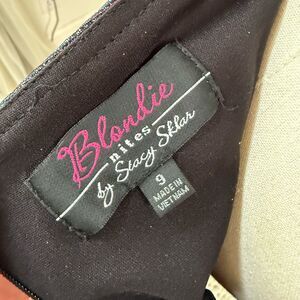 Blondie
nites
by Stacy Sklar
9
MADE IN
VIETNAM